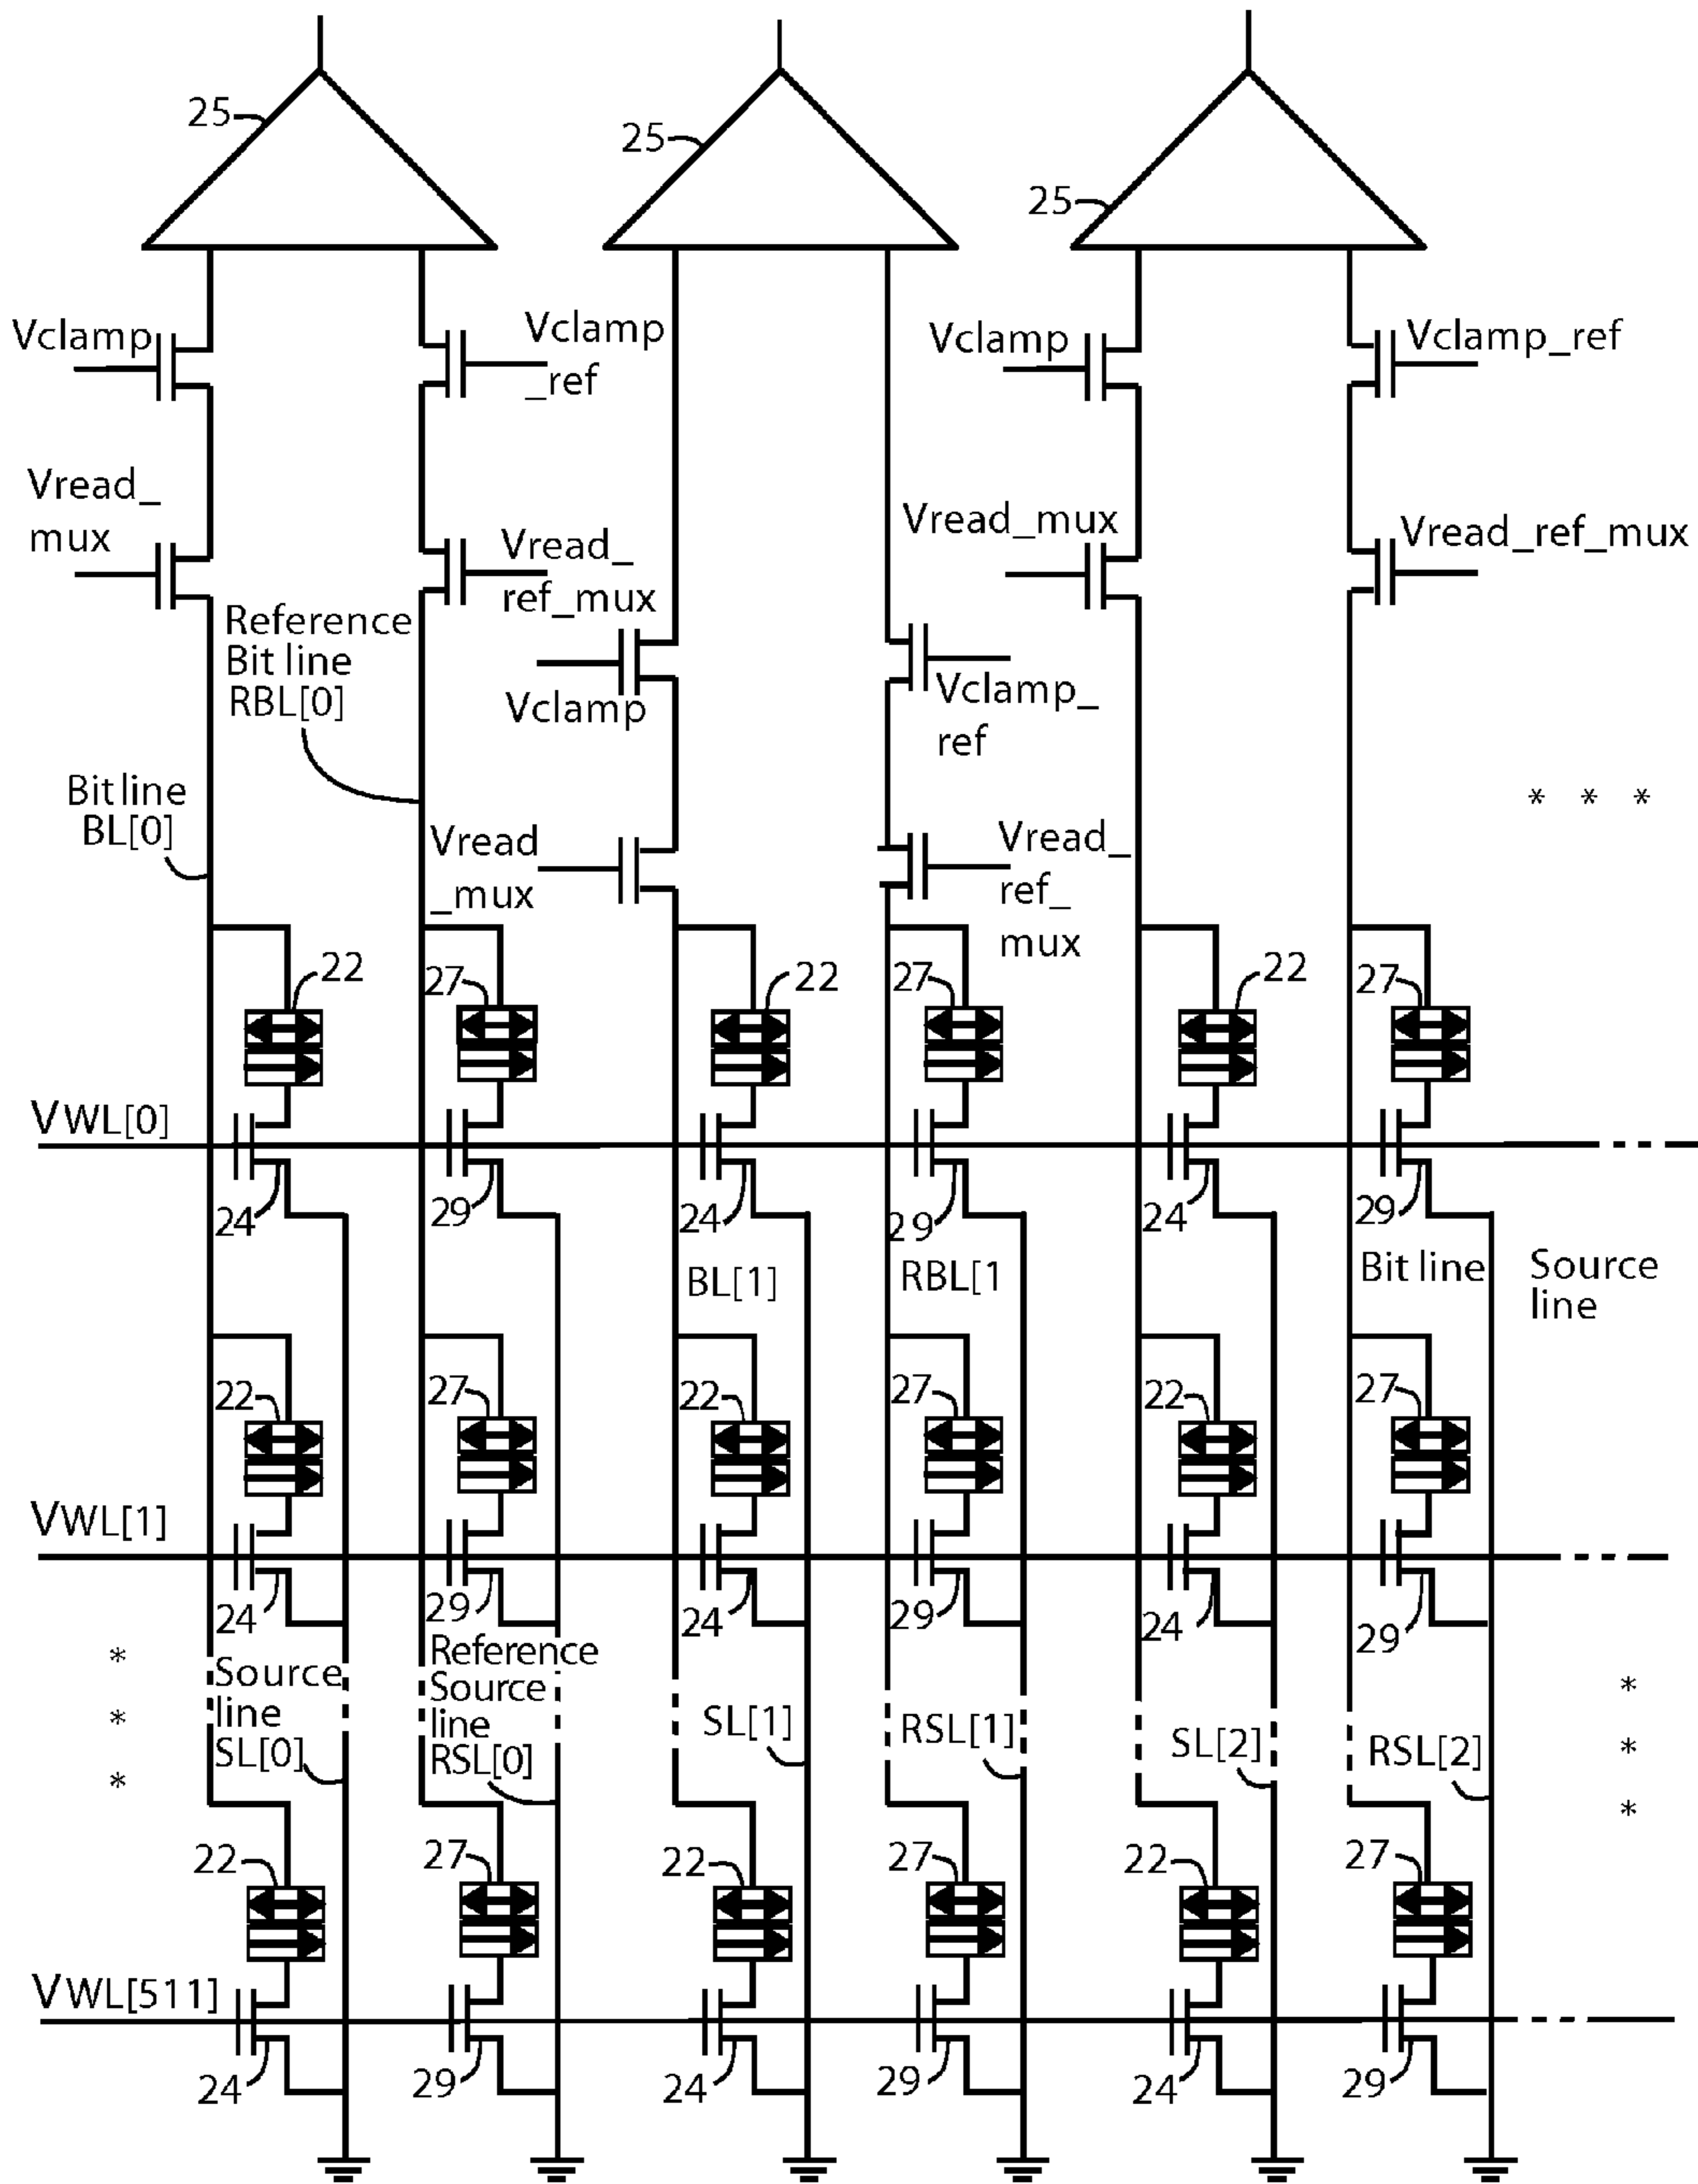 25
25
25
Vclamp
Vclamp
_ref
Vclamp
Vclamp_ref
Vread_
mux
Vread_
ref_mux
Vread_mux
Vread_ref_mux
Reference
Bit line
RBL[0]
Vclamp
Vclamp_
ref
Bit line
BL[0]
* * *
Vread
_mux
Vread_
ref_
mux
22
27
22
27
22
27
VWL[0]
24
29
24
29
24
29
BL[1]
RBL[1
Bit line
Source
line
22
27
22
27
22
27
VWL[1]
24
29
24
29
24
29
*
*
*
Source
line
SL[0]
Reference
Source
line
RSL[0]
SL[1]
RSL[1]
SL[2]
RSL[2]
*
*
*
22
27
22
27
22
27
VWL[511]
24
29
24
29
24
29